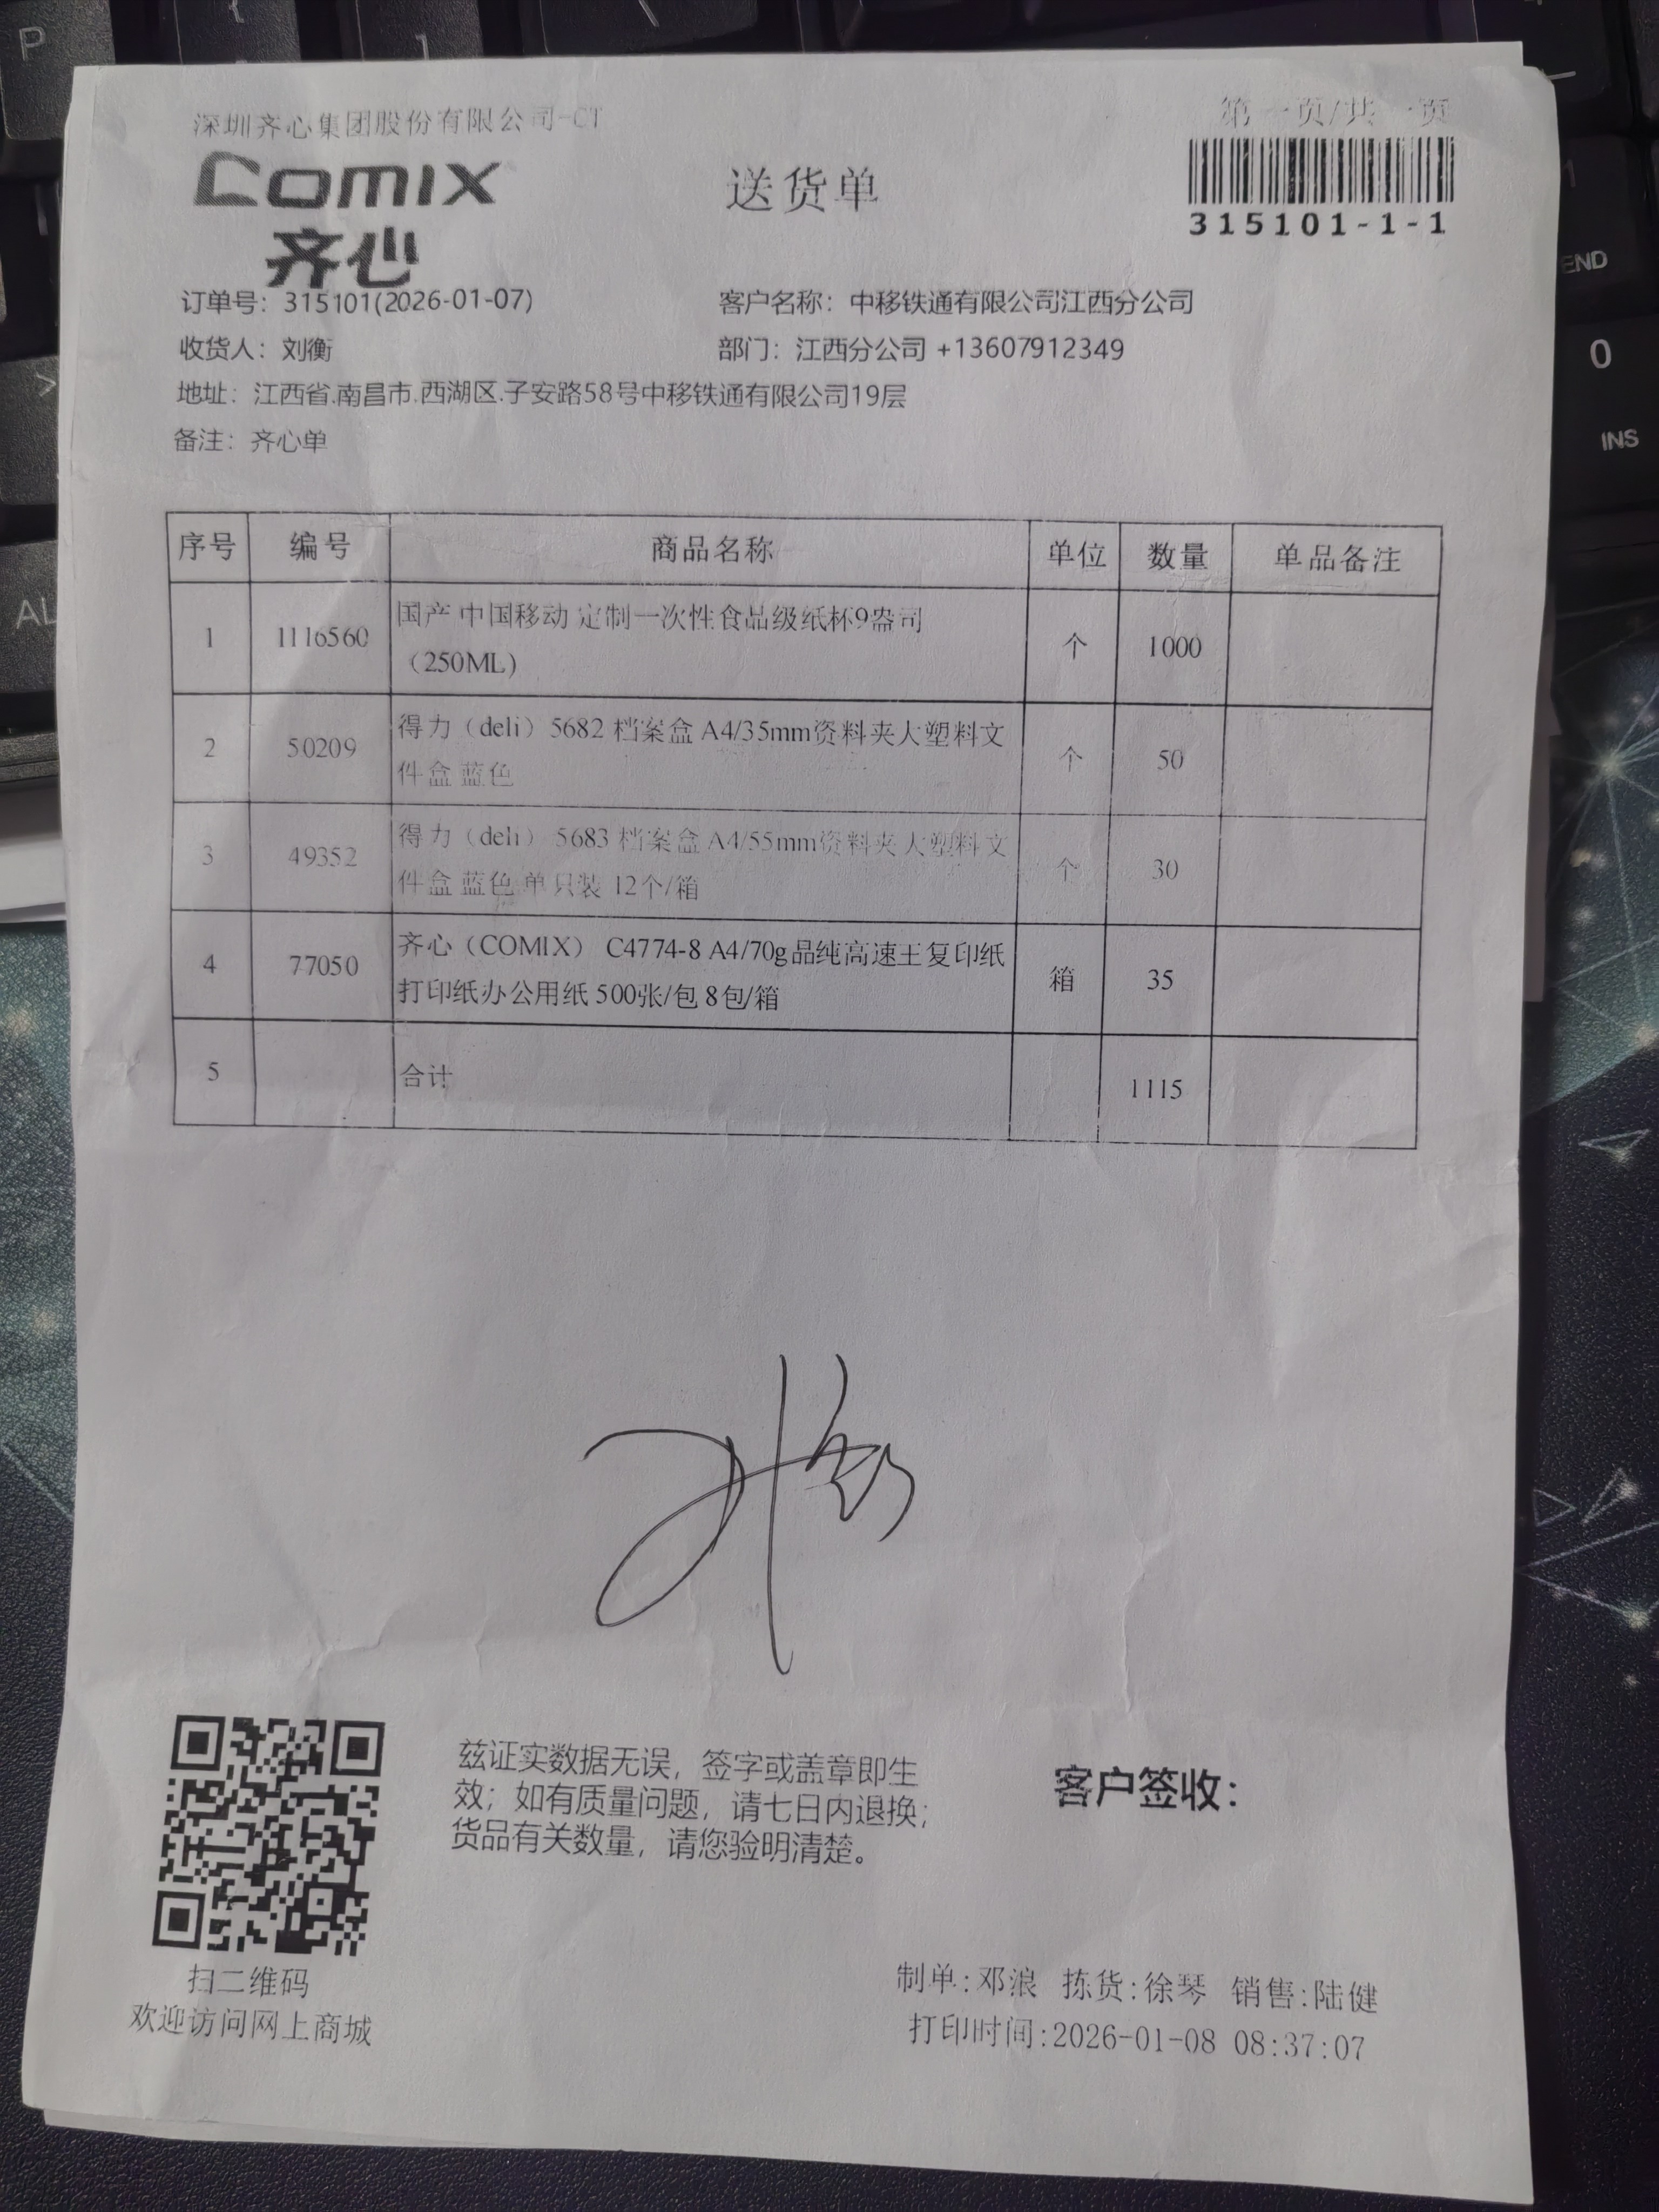 深圳齐心集团股份有限公司-CT
第一页/共一页
Comix
齐心
送货单
315101-1-1
订单号：315101(2026-01-07)
客户名称：中移铁通有限公司江西分公司
收货人：刘衡
部门：江西分公司 +13607912349
地址：江西省.南昌市.西湖区.子安路58号中移铁通有限公司19层
备注：齐心单
序号 编号 商品名称 单位 数量 单品备注
1 1116560 国产 中国移动 定制一次性食品级纸杯9盎司
（250ML） 个 1000
2 50209 得力（deli）5682 档案盒 A4/35mm资料夹大塑料文
件盒 蓝色 个 50
3 49352 得力（deli）5683 档案盒 A4/55mm资料夹大塑料文
件盒 蓝色 单只装 12个/箱 个 30
4 77050 齐心（COMIX） C4774-8 A4/70g品纯高速王复印纸
打印纸办公用纸 500张/包 8包/箱 箱 35
5 合计 1115
兹证实数据无误，签字或盖章即生
效；如有质量问题，请七日内退换；
货品有关数量，请您验明清楚。
客户签收：
扫二维码
欢迎访问网上商城
制单:邓浪 拣货:徐琴 销售:陆健
打印时间:2026-01-08 08:37:07
P
{
[
\
>
END
0
INS